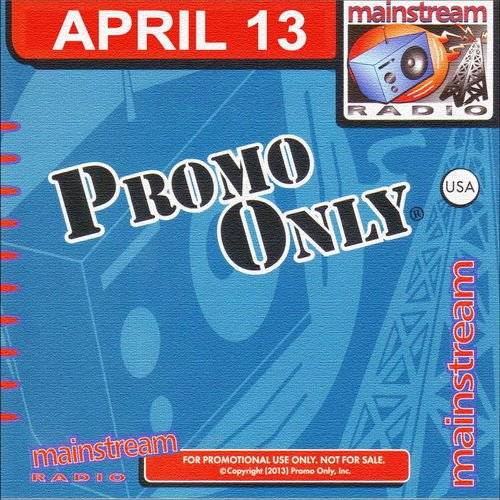 APRIL 13
mainstream
RADIO
PROMO
ONLY®
USA
mainstream
mainstream
RADIO
FOR PROMOTIONAL USE ONLY. NOT FOR SALE.
©Copyright (2013) Promo Only, Inc.